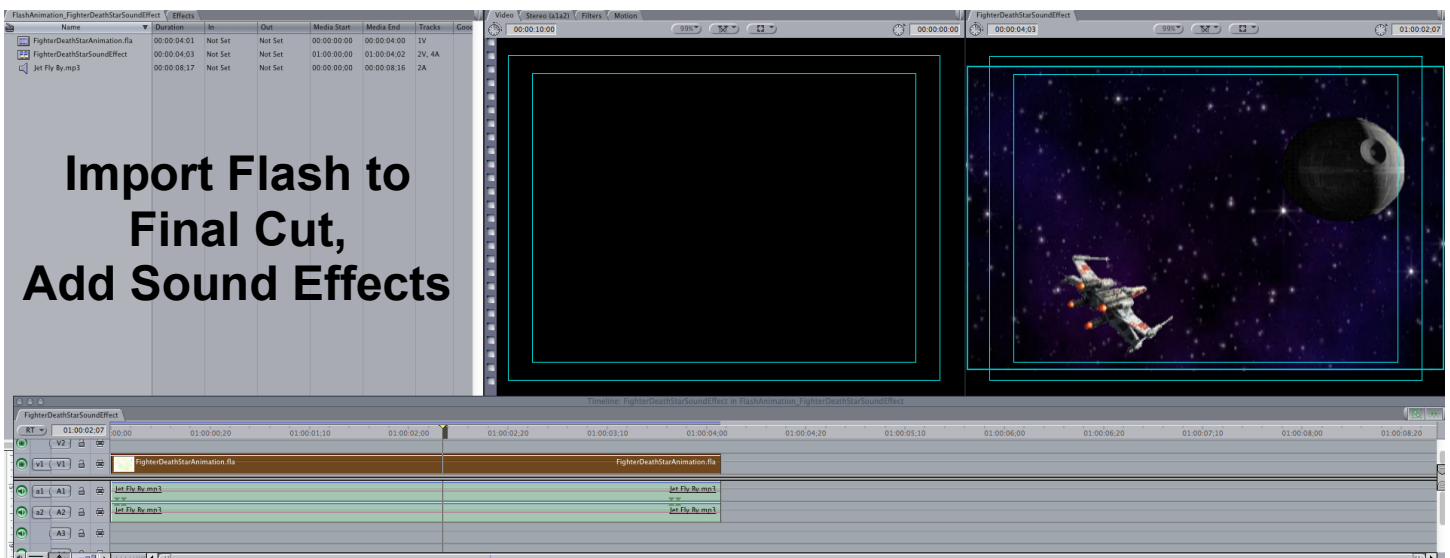 FlashAnimation_FighterDeathStarSoundEffect Effects
Name Duration In Out Media Start Media End Tracks Good
FighterDeathStarAnimation.fla 00:00:04:01 Not Set Not Set 00:00:00:00 00:00:04:00 1V
FighterDeathStarSoundEffect 00:00:04;03 Not Set Not Set 01:00:00;00 01:00:04;02 2V, 4A
Jet Fly By.mp3 00:00:08;17 Not Set Not Set 00:00:00;00 00:00:08;16 2A
Import Flash to
Final Cut,
Add Sound Effects
Video Stereo (a1a2) Filters Motion
00:00:10:00 99% 00:00:00:00
FighterDeathStarSoundEffect
00:00:04;03 99% 01:00:02;07
Timeline: FighterDeathStarSoundEffect in FlashAnimation_FighterDeathStarSoundEffect
FighterDeathStarSoundEffect
RT 01:00:02;07 :00:00 01:00:00;20 01:00:01;10 01:00:02;00 01:00:02;20 01:00:03;10 01:00:04;00 01:00:04;20 01:00:05;10 01:00:06;00 01:00:06;20 01:00:07;10 01:00:08;00 01:00:08;20
V2
v1 V1 FighterDeathStarAnimation.fla FighterDeathStarAnimation.fla
a1 A1 Jet Fly By.mp3 Jet Fly By.mp3
a2 A2 Jet Fly By.mp3 Jet Fly By.mp3
A3